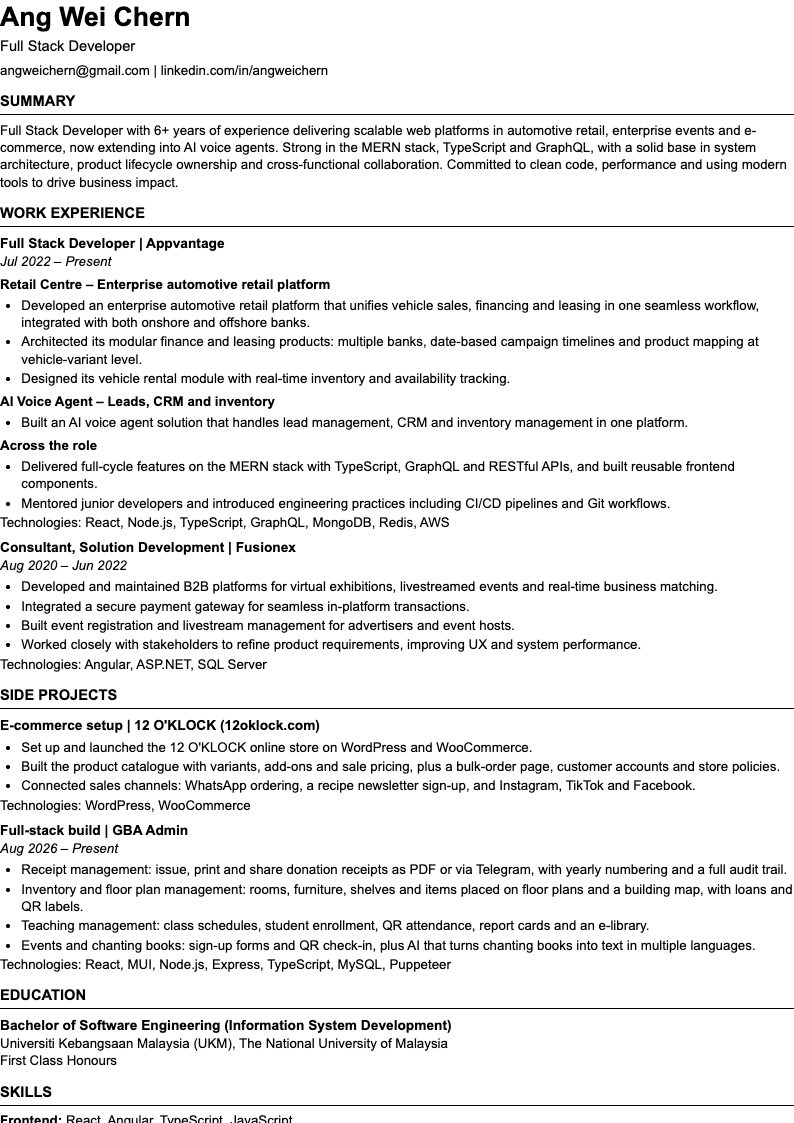 Ang Wei Chern
Full Stack Developer
angweichern@gmail.com | linkedin.com/in/angweichern
SUMMARY
Full Stack Developer with 6+ years of experience delivering scalable web platforms in automotive retail, enterprise events and e-
commerce, now extending into AI voice agents. Strong in the MERN stack, TypeScript and GraphQL, with a solid base in system
architecture, product lifecycle ownership and cross-functional collaboration. Committed to clean code, performance and using modern
tools to drive business impact.
WORK EXPERIENCE
Full Stack Developer | Appvantage
Jul 2022 – Present
Retail Centre – Enterprise automotive retail platform
• Developed an enterprise automotive retail platform that unifies vehicle sales, financing and leasing in one seamless workflow,
integrated with both onshore and offshore banks.
• Architected its modular finance and leasing products: multiple banks, date-based campaign timelines and product mapping at
vehicle-variant level.
• Designed its vehicle rental module with real-time inventory and availability tracking.
AI Voice Agent – Leads, CRM and inventory
• Built an AI voice agent solution that handles lead management, CRM and inventory management in one platform.
Across the role
• Delivered full-cycle features on the MERN stack with TypeScript, GraphQL and RESTful APIs, and built reusable frontend
components.
• Mentored junior developers and introduced engineering practices including CI/CD pipelines and Git workflows.
Technologies: React, Node.js, TypeScript, GraphQL, MongoDB, Redis, AWS
Consultant, Solution Development | Fusionex
Aug 2020 – Jun 2022
• Developed and maintained B2B platforms for virtual exhibitions, livestreamed events and real-time business matching.
• Integrated a secure payment gateway for seamless in-platform transactions.
• Built event registration and livestream management for advertisers and event hosts.
• Worked closely with stakeholders to refine product requirements, improving UX and system performance.
Technologies: Angular, ASP.NET, SQL Server
SIDE PROJECTS
E-commerce setup | 12 O'KLOCK (12oklock.com)
• Set up and launched the 12 O'KLOCK online store on WordPress and WooCommerce.
• Built the product catalogue with variants, add-ons and sale pricing, plus a bulk-order page, customer accounts and store policies.
• Connected sales channels: WhatsApp ordering, a recipe newsletter sign-up, and Instagram, TikTok and Facebook.
Technologies: WordPress, WooCommerce
Full-stack build | GBA Admin
Aug 2026 – Present
• Receipt management: issue, print and share donation receipts as PDF or via Telegram, with yearly numbering and a full audit trail.
• Inventory and floor plan management: rooms, furniture, shelves and items placed on floor plans and a building map, with loans and
QR labels.
• Teaching management: class schedules, student enrollment, QR attendance, report cards and an e-library.
• Events and chanting books: sign-up forms and QR check-in, plus AI that turns chanting books into text in multiple languages.
Technologies: React, MUI, Node.js, Express, TypeScript, MySQL, Puppeteer
EDUCATION
Bachelor of Software Engineering (Information System Development)
Universiti Kebangsaan Malaysia (UKM), The National University of Malaysia
First Class Honours
SKILLS
Frontend: React, Angular, TypeScript, JavaScript